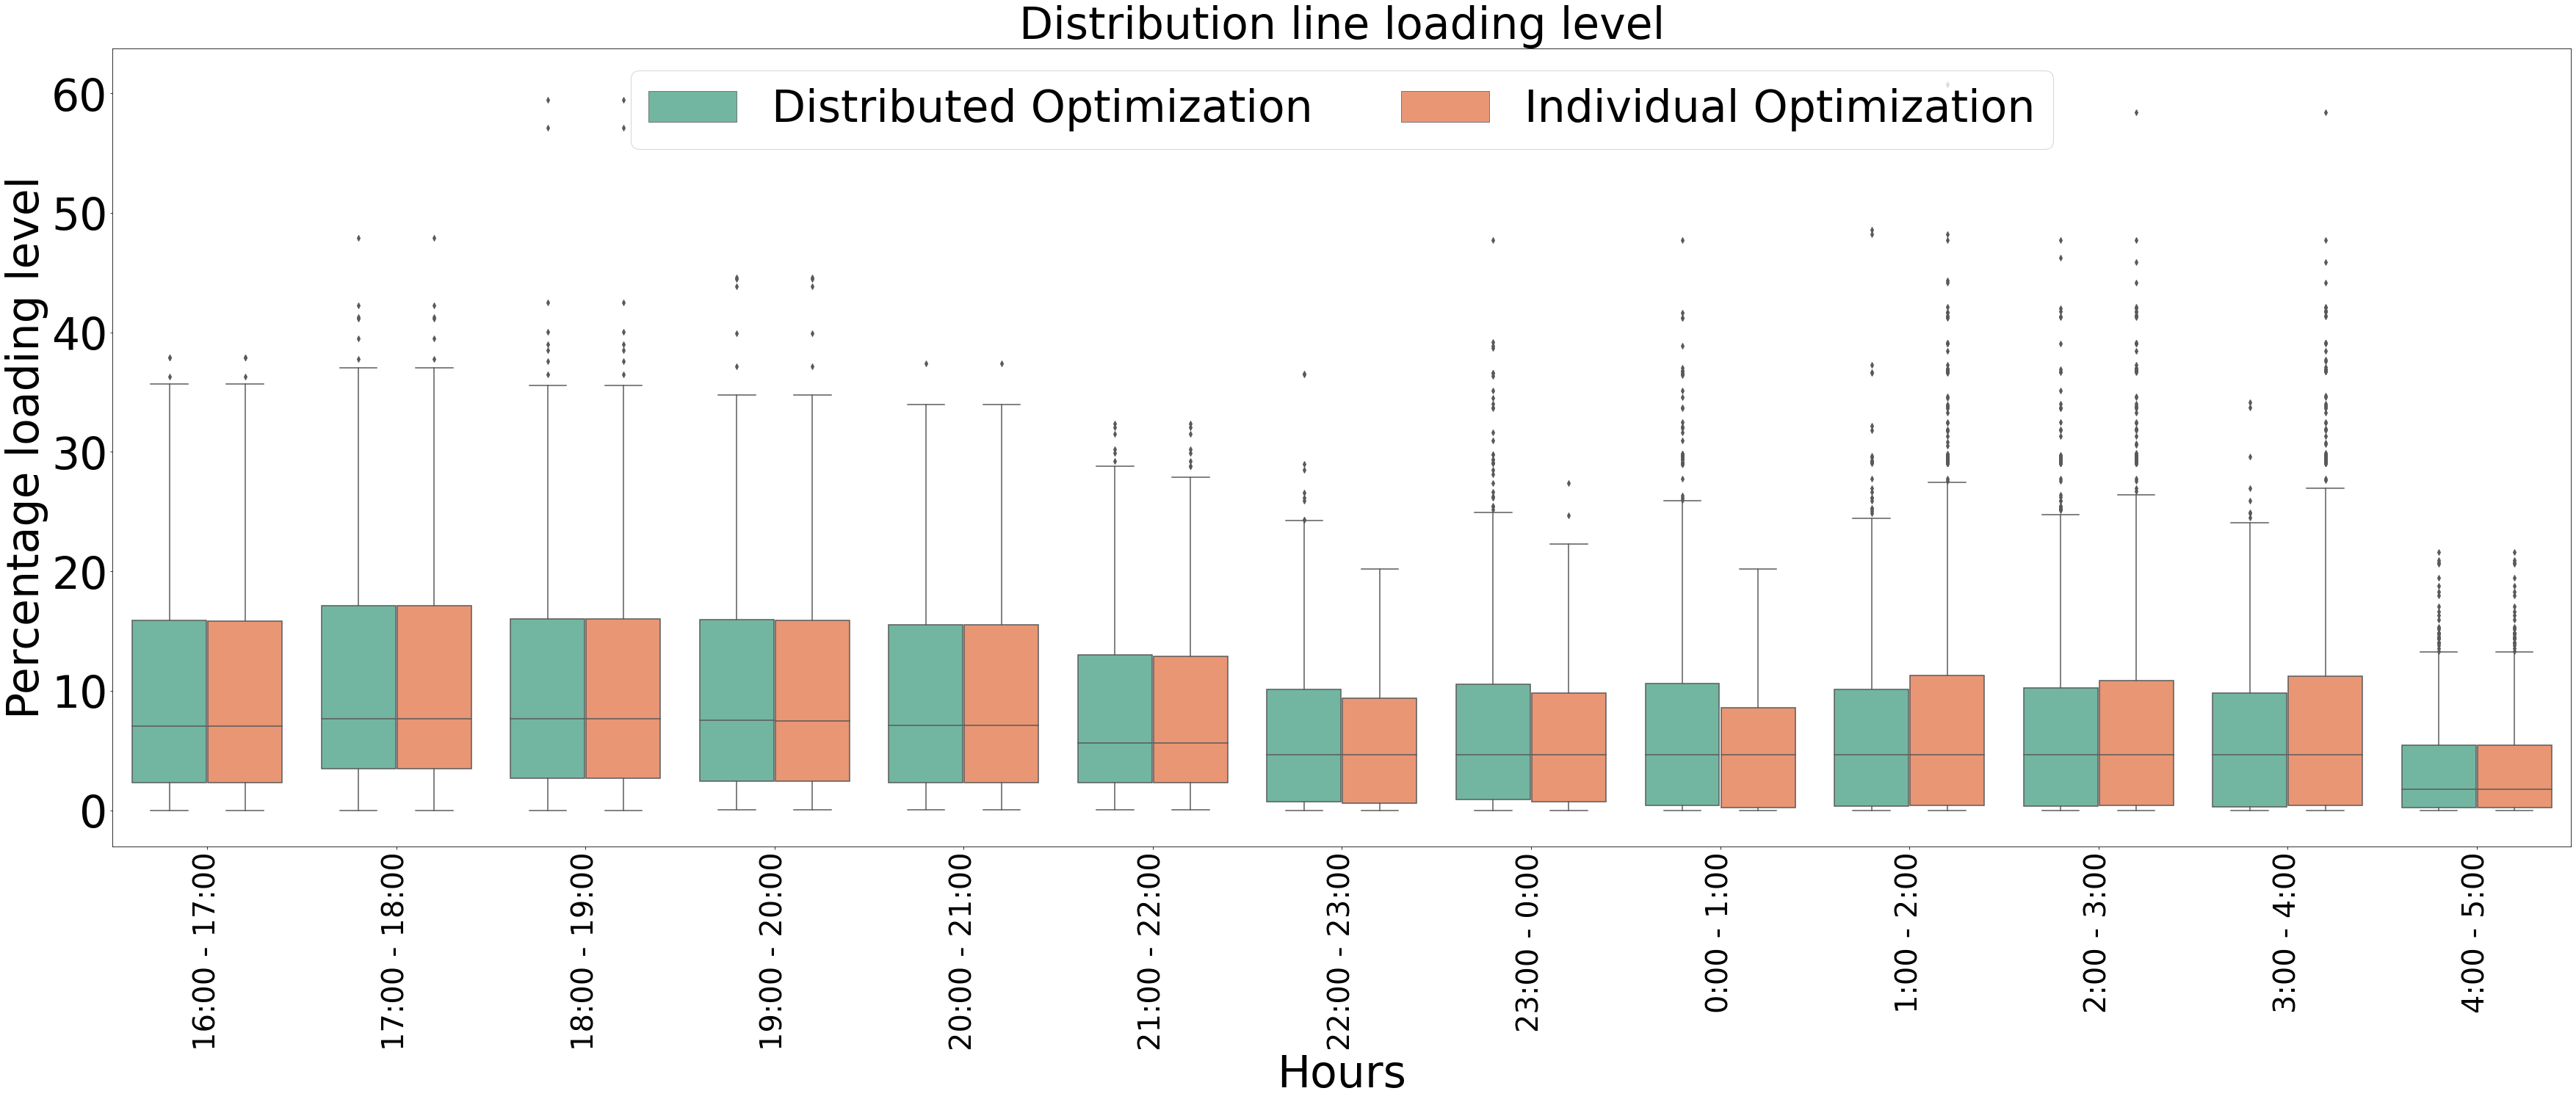 Distribution line loading level
Distributed Optimization
Individual Optimization
Percentage loading level
60
50
40
30
20
10
0
16:00 - 17:00
17:00 - 18:00
18:00 - 19:00
19:00 - 20:00
20:00 - 21:00
21:00 - 22:00
22:00 - 23:00
23:00 - 0:00
0:00 - 1:00
1:00 - 2:00
2:00 - 3:00
3:00 - 4:00
4:00 - 5:00
Hours